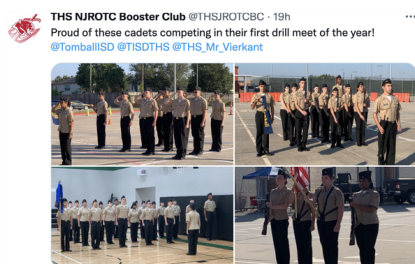 THS NJROTC Booster Club @THSJROTCBC · 19h
Proud of these cadets competing in their first drill meet of the year!
@TomballISD @TISDTHS @THS_Mr_Vierkant